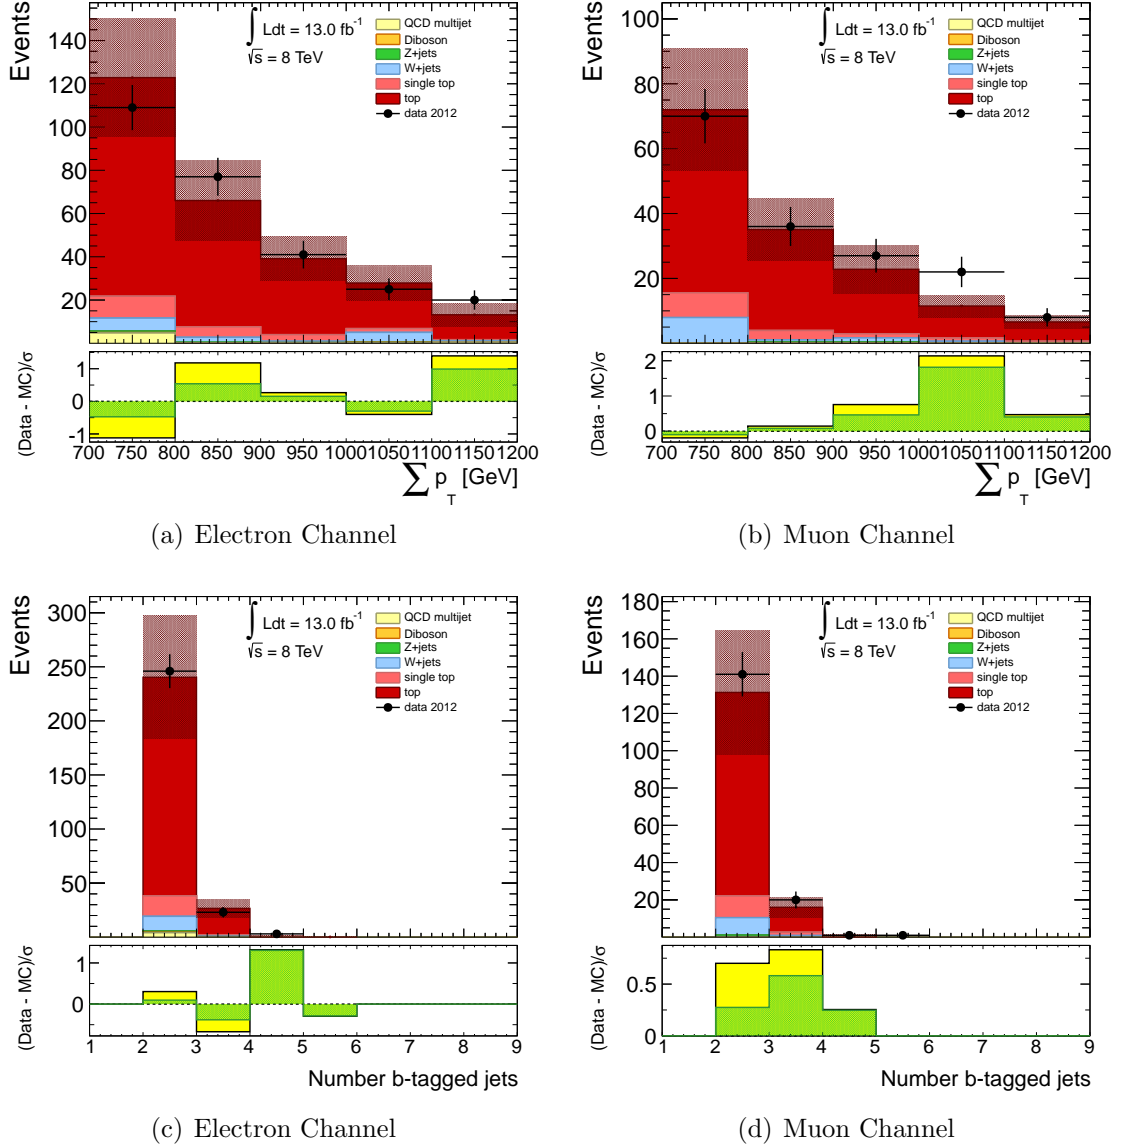 Events
140
120
100
80
60
40
20
∫ Ldt = 13.0 fb⁻¹
√s = 8 TeV
QCD multijet
Diboson
Z+jets
W+jets
single top
top
data 2012
(Data - MC)/σ
1
0
-1
700 750 800 850 900 950 1000 1050 1100 1150 1200
∑ p_T [GeV]
(a) Electron Channel
Events
100
80
60
40
20
0
∫ Ldt = 13.0 fb⁻¹
√s = 8 TeV
QCD multijet
Diboson
Z+jets
W+jets
single top
top
data 2012
(Data - MC)/σ
2
1
0
700 750 800 850 900 950 1000 1050 1100 1150 1200
∑ p_T [GeV]
(b) Muon Channel
Events
300
250
200
150
100
50
∫ Ldt = 13.0 fb⁻¹
√s = 8 TeV
QCD multijet
Diboson
Z+jets
W+jets
single top
top
data 2012
(Data - MC)/σ
1
0
1 2 3 4 5 6 7 8 9
Number b-tagged jets
(c) Electron Channel
Events
180
160
140
120
100
80
60
40
20
0
∫ Ldt = 13.0 fb⁻¹
√s = 8 TeV
QCD multijet
Diboson
Z+jets
W+jets
single top
top
data 2012
(Data - MC)/σ
0.5
0
1 2 3 4 5 6 7 8 9
Number b-tagged jets
(d) Muon Channel